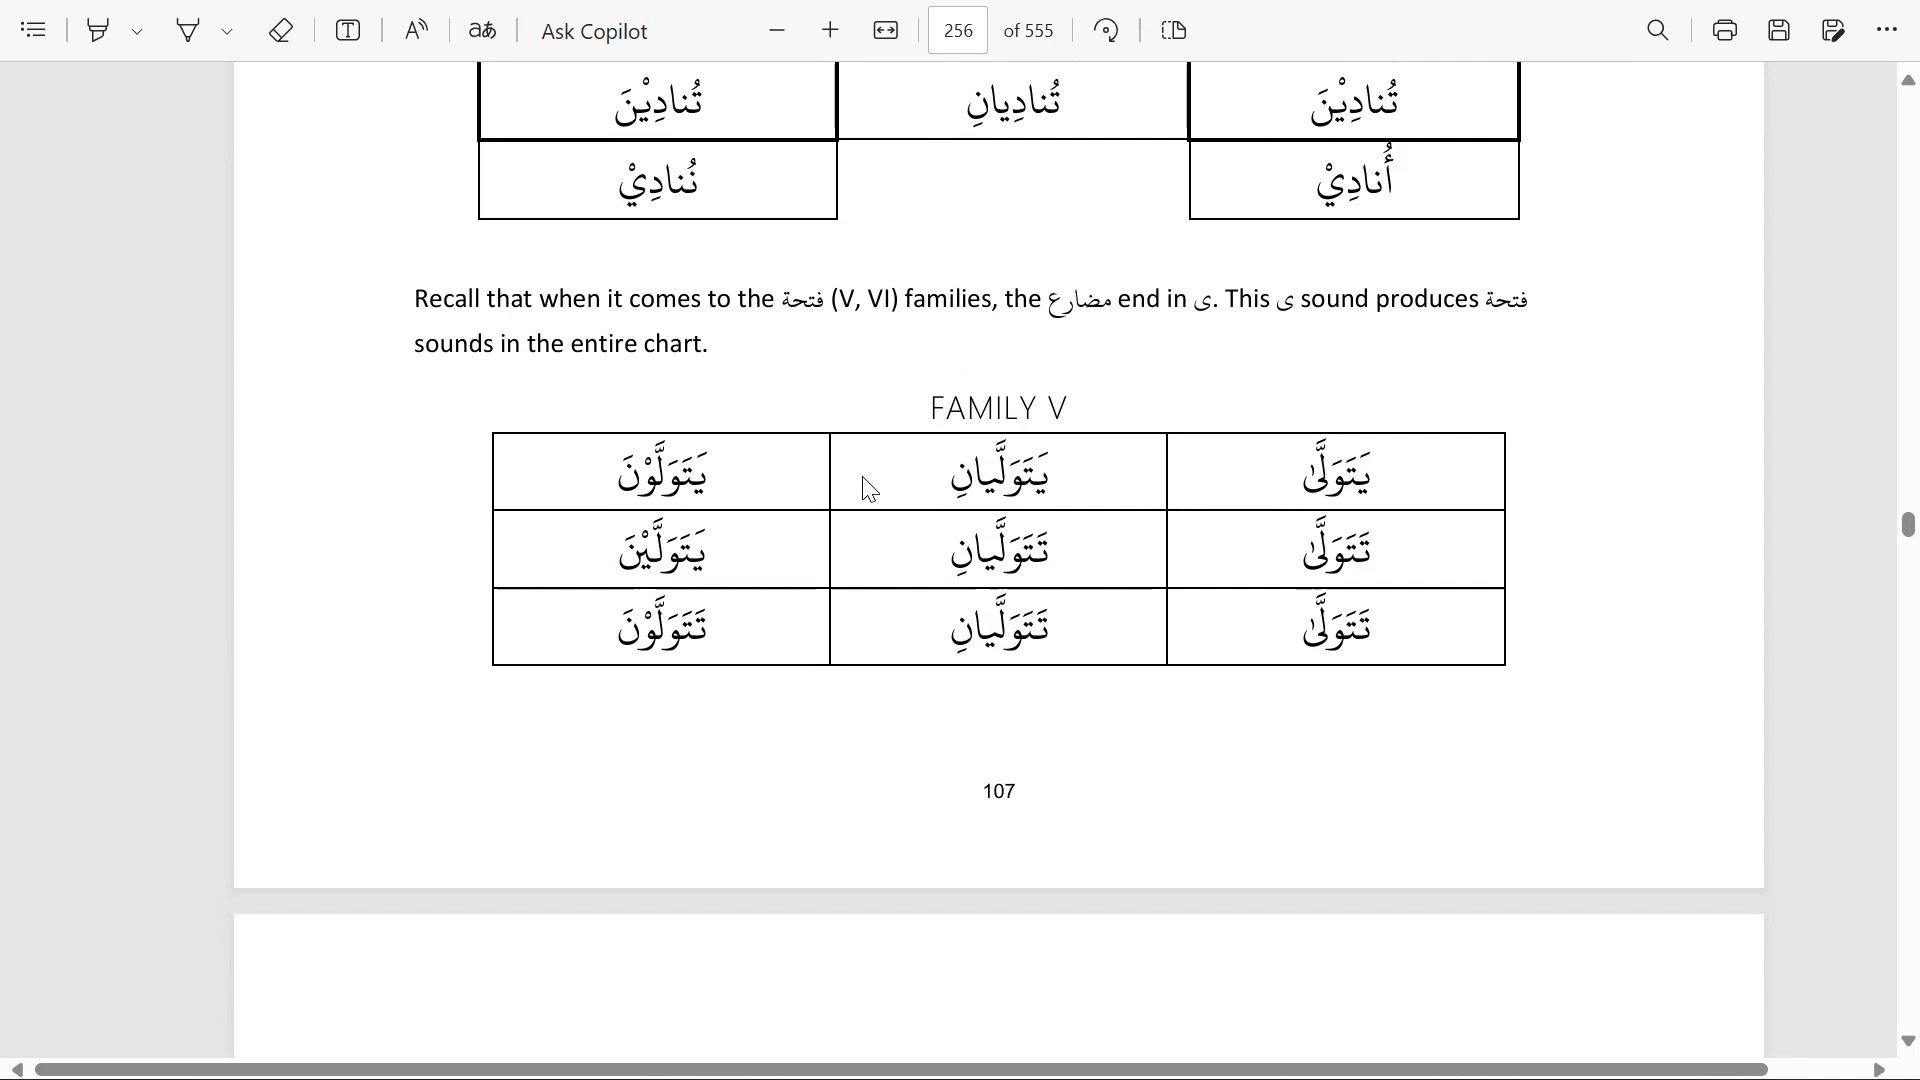 Ask Copilot 256 of 555
تُنادِيْنَ تُنادِيانِ تُنادِيْنَ
أُنادِيْ نُنادِيْ
Recall that when it comes to the فتحة (V, VI) families, the مضارع end in ى. This ى sound produces فتحة
sounds in the entire chart.
FAMILY V
يَتَوَلَّىٰ يَتَوَلَّيانِ يَتَوَلَّوْنَ
تَتَوَلَّىٰ تَتَوَلَّيانِ يَتَوَلَّيْنَ
تَتَوَلَّىٰ تَتَوَلَّيانِ تَتَوَلَّوْنَ
107